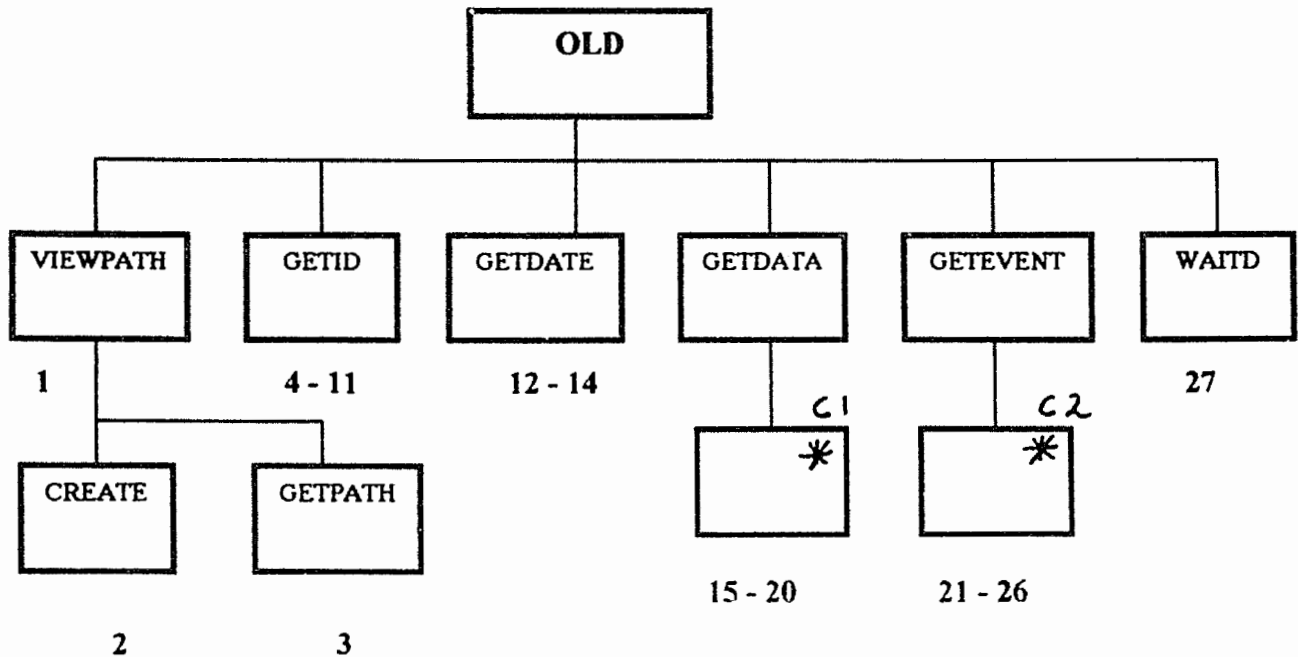 OLD
VIEWPATH GETID GETDATE GETDATA GETEVENT WAITD
1 4 - 11 12 - 14 27
C1 C2
CREATE GETPATH * *
15 - 20 21 - 26
2 3